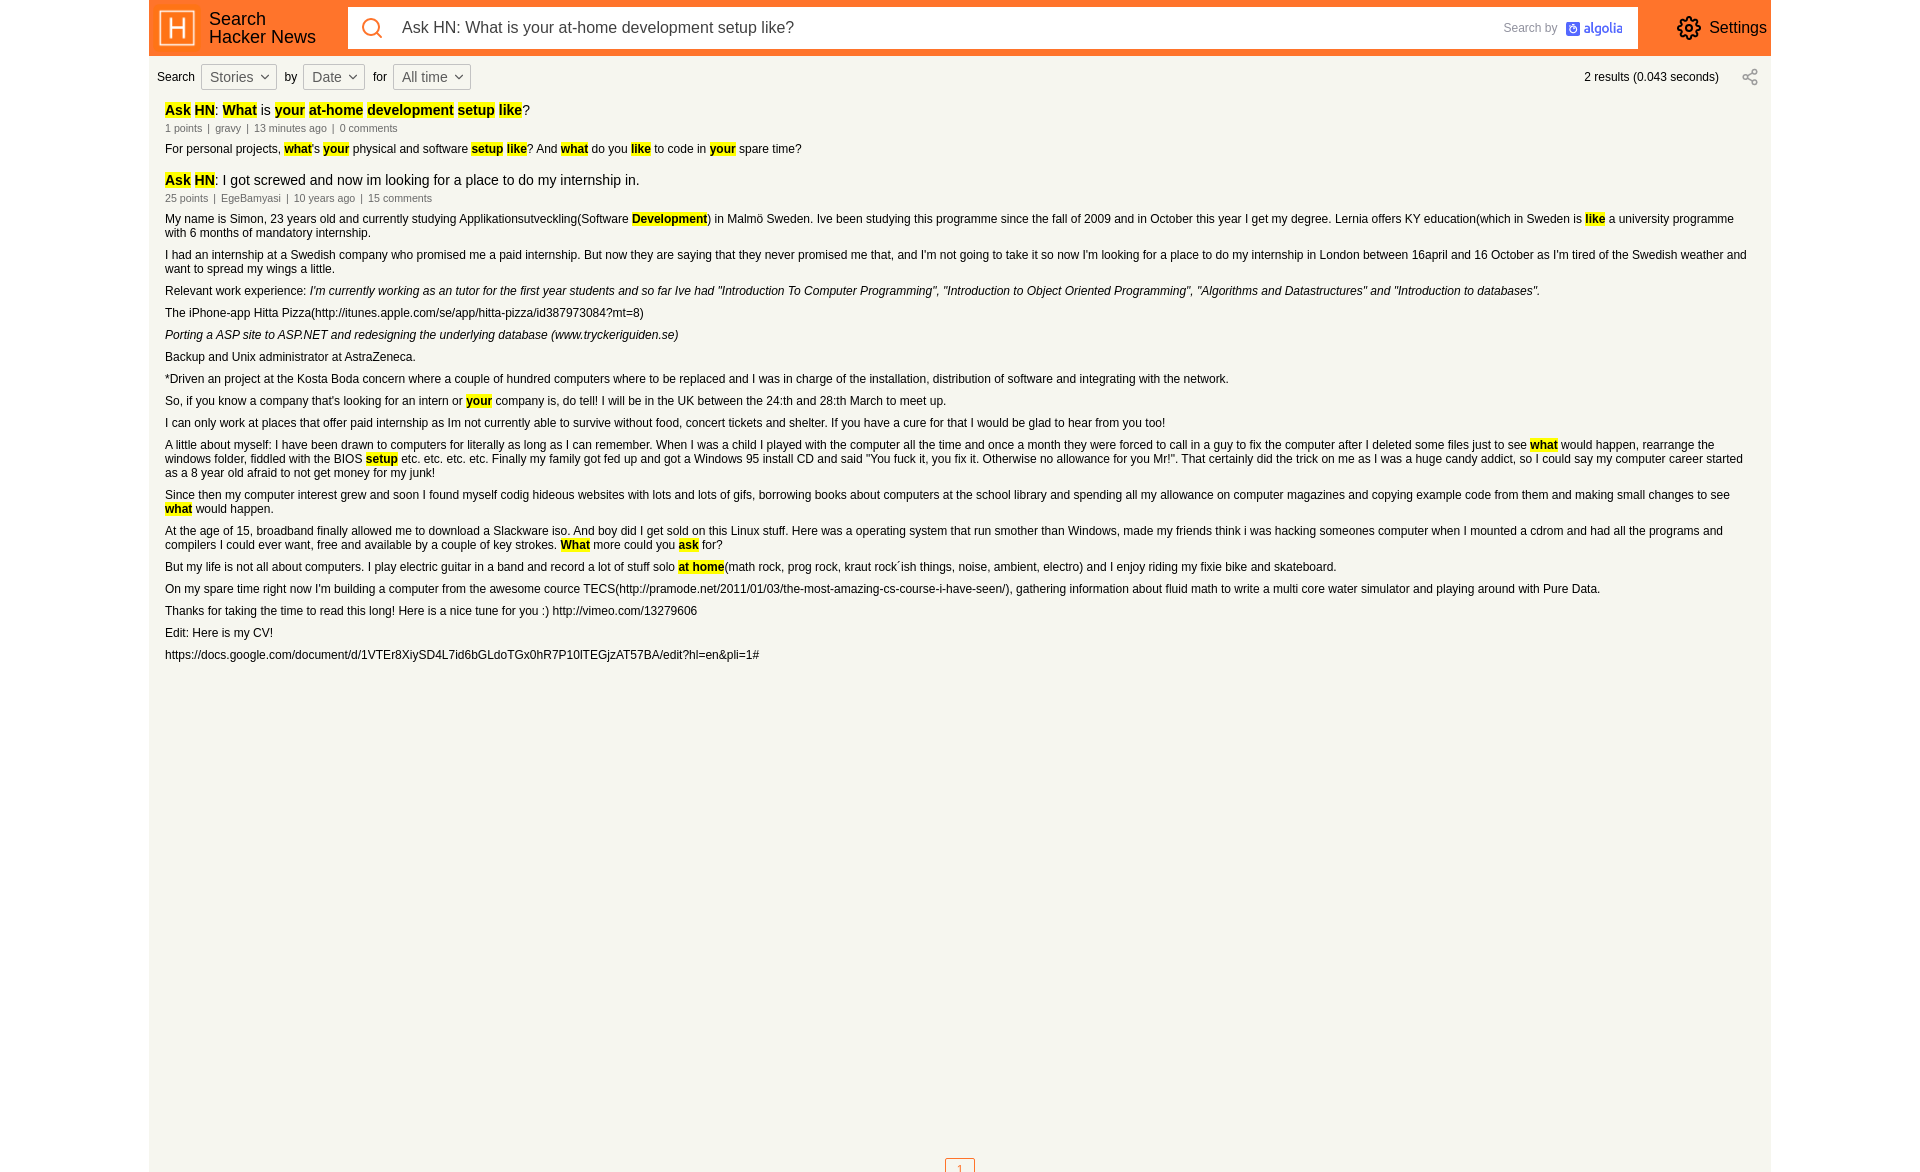 Search
Hacker News
Ask HN: What is your at-home development setup like?
Search by algolia
Settings
Search Stories by Date for All time
2 results (0.043 seconds)
Ask HN: What is your at-home development setup like?
1 points | gravy | 13 minutes ago | 0 comments
For personal projects, what's your physical and software setup like? And what do you like to code in your spare time?
Ask HN: I got screwed and now im looking for a place to do my internship in.
25 points | EgeBamyasi | 10 years ago | 15 comments
My name is Simon, 23 years old and currently studying Applikationsutveckling(Software Development) in Malmö Sweden. Ive been studying this programme since the fall of 2009 and in October this year I get my degree. Lernia offers KY education(which in Sweden is like a university programme
with 6 months of mandatory internship.
I had an internship at a Swedish company who promised me a paid internship. But now they are saying that they never promised me that, and I'm not going to take it so now I'm looking for a place to do my internship in London between 16april and 16 October as I'm tired of the Swedish weather and
want to spread my wings a little.
Relevant work experience: I'm currently working as an tutor for the first year students and so far Ive had "Introduction To Computer Programming", "Introduction to Object Oriented Programming", "Algorithms and Datastructures" and "Introduction to databases".
The iPhone-app Hitta Pizza(http://itunes.apple.com/se/app/hitta-pizza/id387973084?mt=8)
Porting a ASP site to ASP.NET and redesigning the underlying database (www.tryckeriguiden.se)
Backup and Unix administrator at AstraZeneca.
*Driven an project at the Kosta Boda concern where a couple of hundred computers where to be replaced and I was in charge of the installation, distribution of software and integrating with the network.
So, if you know a company that's looking for an intern or your company is, do tell! I will be in the UK between the 24:th and 28:th March to meet up.
I can only work at places that offer paid internship as Im not currently able to survive without food, concert tickets and shelter. If you have a cure for that I would be glad to hear from you too!
A little about myself: I have been drawn to computers for literally as long as I can remember. When I was a child I played with the computer all the time and once a month they were forced to call in a guy to fix the computer after I deleted some files just to see what would happen, rearrange the
windows folder, fiddled with the BIOS setup etc. etc. etc. etc. Finally my family got fed up and got a Windows 95 install CD and said "You fuck it, you fix it. Otherwise no allowance for you Mr!". That certainly did the trick on me as I was a huge candy addict, so I could say my computer career started
as a 8 year old afraid to not get money for my junk!
Since then my computer interest grew and soon I found myself codig hideous websites with lots and lots of gifs, borrowing books about computers at the school library and spending all my allowance on computer magazines and copying example code from them and making small changes to see
what would happen.
At the age of 15, broadband finally allowed me to download a Slackware iso. And boy did I get sold on this Linux stuff. Here was a operating system that run smother than Windows, made my friends think i was hacking someones computer when I mounted a cdrom and had all the programs and
compilers I could ever want, free and available by a couple of key strokes. What more could you ask for?
But my life is not all about computers. I play electric guitar in a band and record a lot of stuff solo at home(math rock, prog rock, kraut rock´ish things, noise, ambient, electro) and I enjoy riding my fixie bike and skateboard.
On my spare time right now I'm building a computer from the awesome cource TECS(http://pramode.net/2011/01/03/the-most-amazing-cs-course-i-have-seen/), gathering information about fluid math to write a multi core water simulator and playing around with Pure Data.
Thanks for taking the time to read this long! Here is a nice tune for you :) http://vimeo.com/13279606
Edit: Here is my CV!
https://docs.google.com/document/d/1VTEr8XiySD4L7id6bGLdoTGx0hR7P10lTEGjzAT57BA/edit?hl=en&pli=1#
1